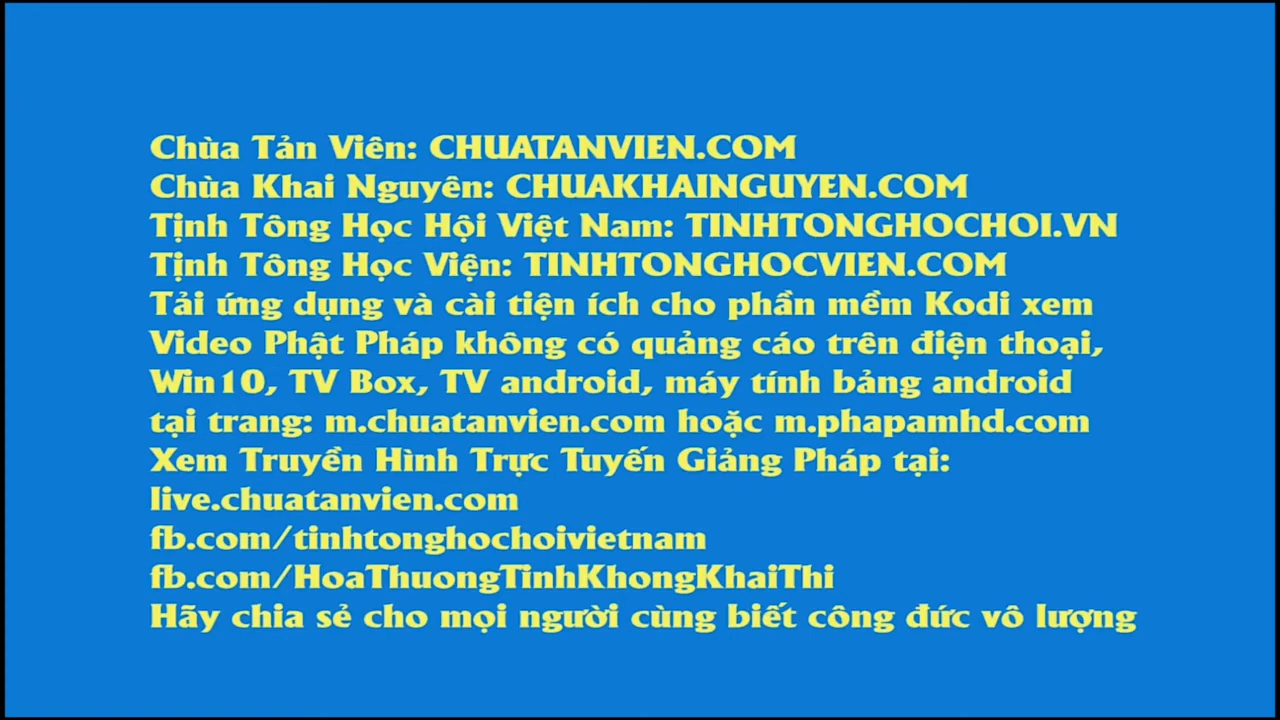 Chùa Tản Viên: CHUATANVIEN.COM
Chùa Khai Nguyên: CHUAKHAINGUYEN.COM
Tịnh Tông Học Hội Việt Nam: TINHTONGHOCHOI.VN
Tịnh Tông Học Viện: TINHTONGHOCVIEN.COM
Tải ứng dụng và cài tiện ích cho phần mềm Kodi xem
Video Phật Pháp không có quảng cáo trên điện thoại,
Win10, TV Box, TV android, máy tính bảng android
tại trang: m.chuatanvien.com hoặc m.phapamhd.com
Xem Truyền Hình Trực Tuyến Giảng Pháp tại:
live.chuatanvien.com
fb.com/tinhtonghochoivietnam
fb.com/HoaThuongTinhKhongKhaiThi
Hãy chia sẻ cho mọi người cùng biết công đức vô lượng